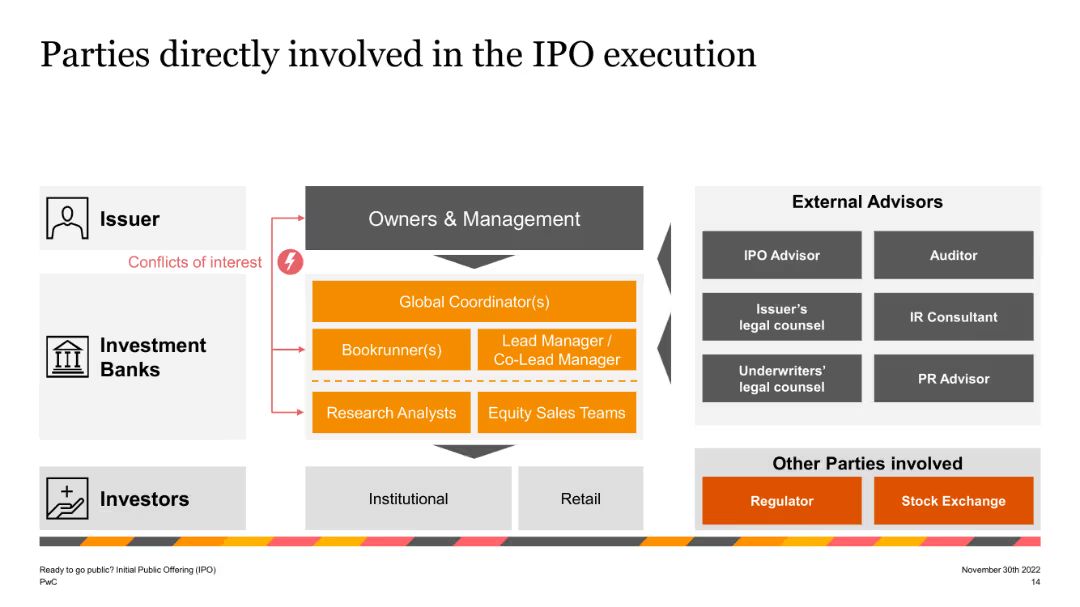 Parties directly involved in the IPO execution
Issuer
Conflicts of interest
Investment
Banks
Investors
Owners & Management
Global Coordinator(s)
Bookrunner(s)
Lead Manager /
Co-Lead Manager
Research Analysts
Equity Sales Teams
Institutional
Retail
External Advisors
IPO Advisor
Auditor
Issuer's
legal counsel
IR Consultant
Underwriters'
legal counsel
PR Advisor
Other Parties involved
Regulator
Stock Exchange
Ready to go public? Initial Public Offering (IPO)
PwC
November 30th 2022
14